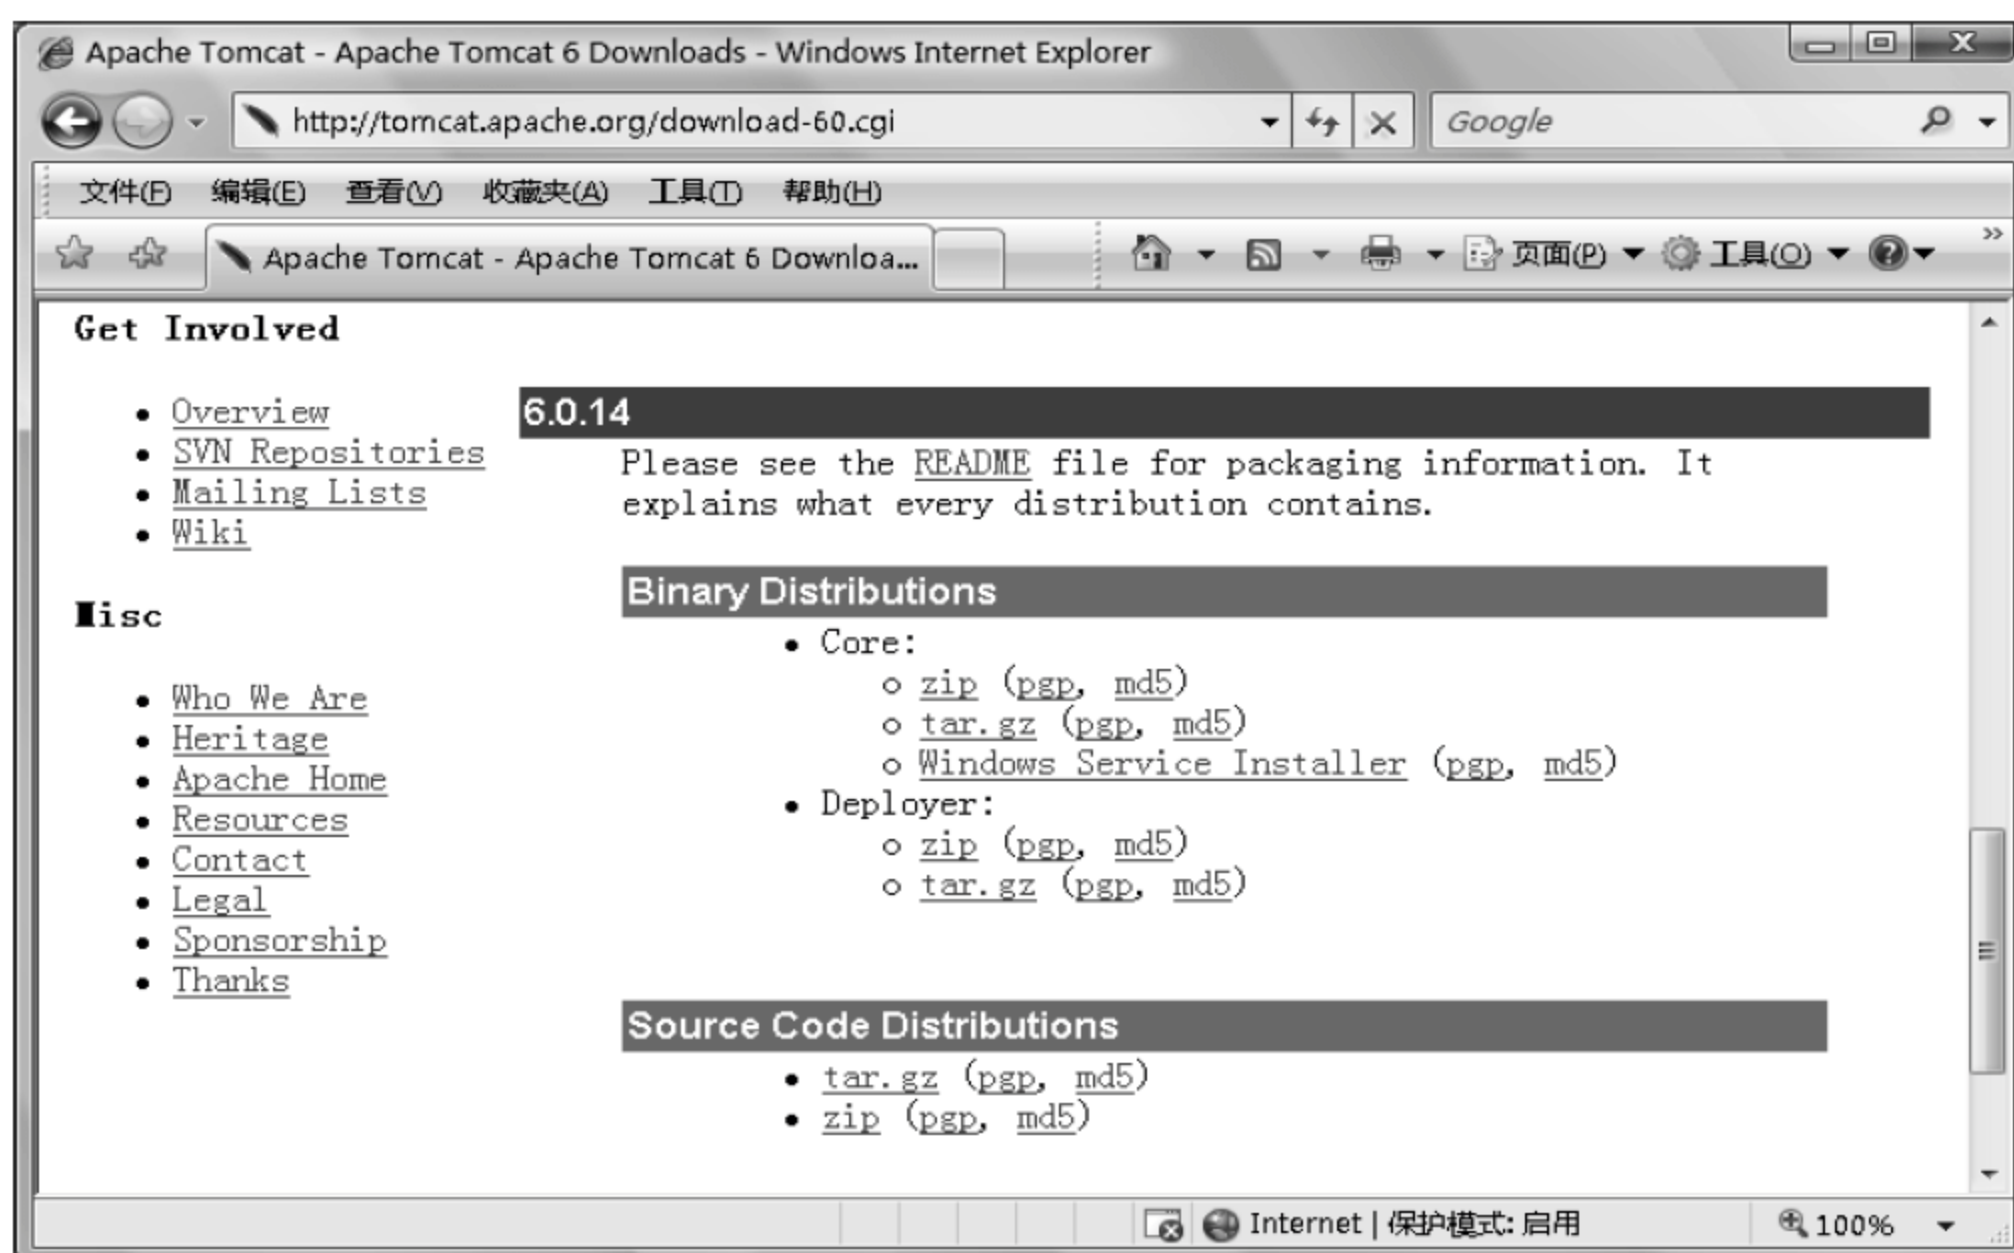 Apache Tomcat - Apache Tomcat 6 Downloads - Windows Internet Explorer
http://tomcat.apache.org/download-60.cgi
Google
文件(F) 编辑(E) 查看(V) 收藏夹(A) 工具(T) 帮助(H)
Apache Tomcat - Apache Tomcat 6 Downloa...
页面(P) 工具(O)
Get Involved
Overview
SVN Repositories
Mailing Lists
Wiki
Misc
Who We Are
Heritage
Apache Home
Resources
Contact
Legal
Sponsorship
Thanks
6.0.14
Please see the README file for packaging information. It
explains what every distribution contains.
Binary Distributions
Core:
zip (pgp, md5)
tar.gz (pgp, md5)
Windows Service Installer (pgp, md5)
Deployer:
zip (pgp, md5)
tar.gz (pgp, md5)
Source Code Distributions
tar.gz (pgp, md5)
zip (pgp, md5)
Internet | 保护模式: 启用
100%